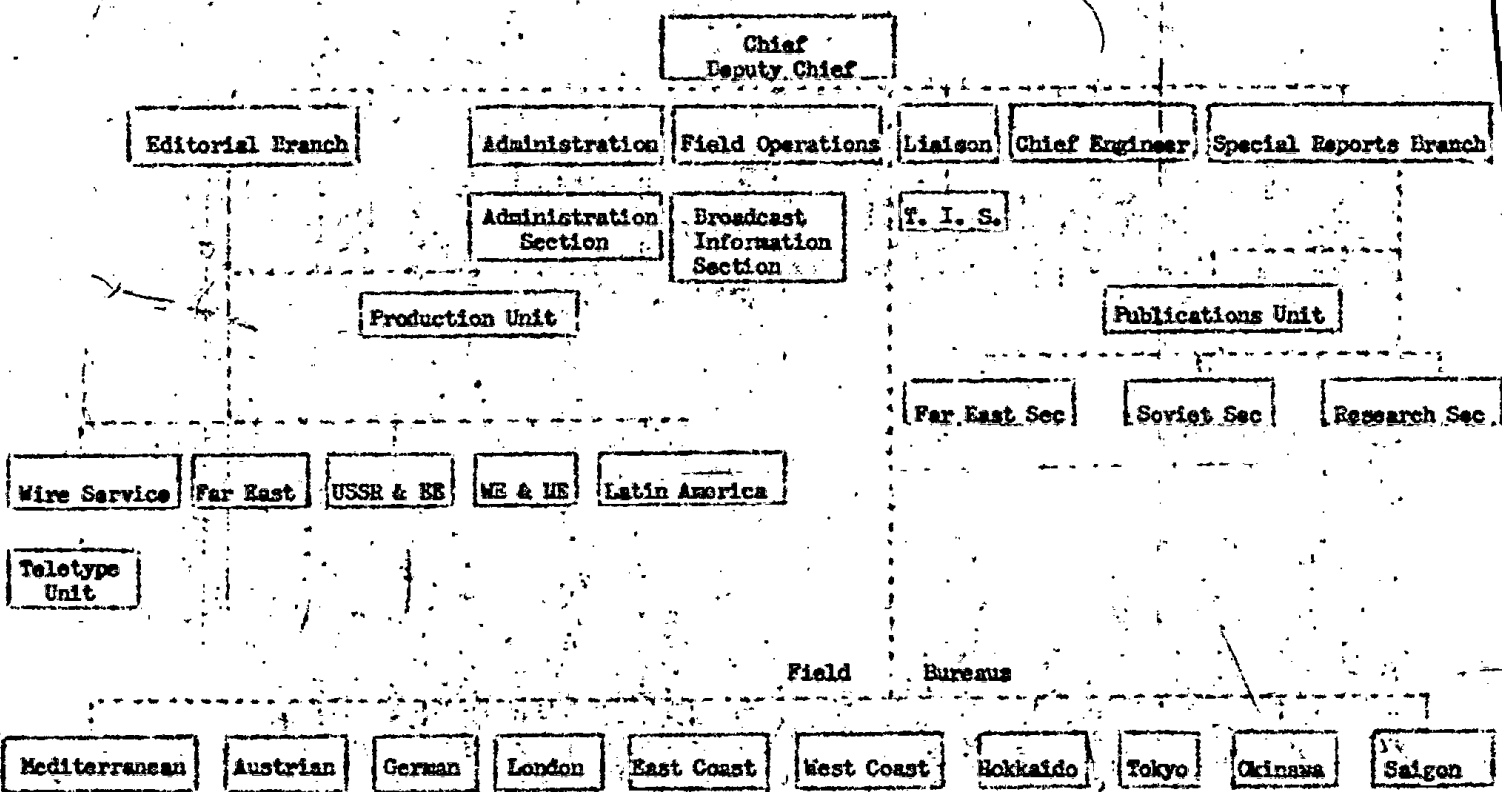 Chief
Deputy Chief
Editorial Branch
Administration
Field Operations
Liaison
Chief Engineer
Special Reports Branch
Administration
Section
Broadcast
Information
Section
T. I. S.
Production Unit
Publications Unit
Far East Sec
Soviet Sec
Research Sec
Wire Service
Far East
USSR & EE
WE & ME
Latin America
Teletype
Unit
Field Bureaus
Mediterranean
Austrian
German
London
East Coast
West Coast
Hokkaido
Tokyo
Okinawa
Saigon